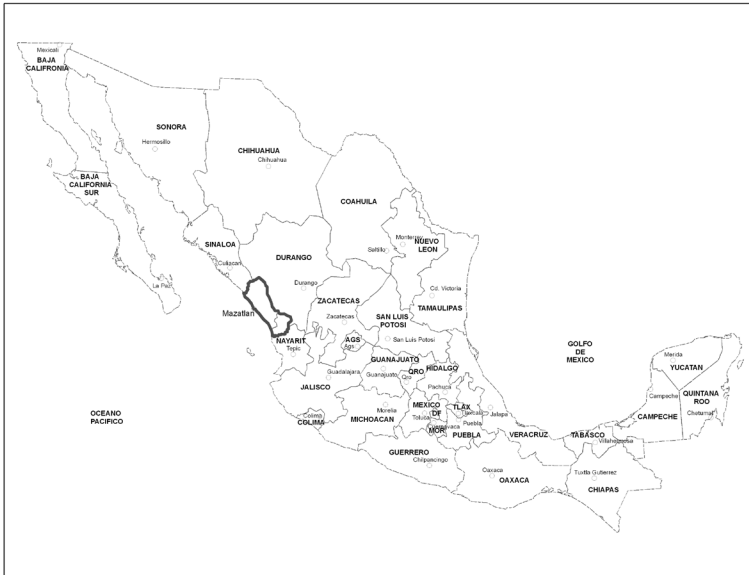 Mexicali
BAJA
CALIFRONIA
SONORA
Hermosillo
CHIHUAHUA
Chihuahua
BAJA
CALIFORNIA
SUR
La Paz
COAHUILA
Saltillo
Monterrey
NUEVO
LEON
SINALOA
Culiacan
DURANGO
Durango
Mazatlan
ZACATECAS
Zacatecas
Cd. Victoria
TAMAULIPAS
SAN LUIS
POTOSI
San Luis Potosi
NAYARIT
Tepic
AGS
Ags
GUANAJUATO
Guanajuato
QRO
Qro
HIDALGO
Pachuca
JALISCO
Guadalajara
COLIMA
Colima
MICHOACAN
Morelia
MEXICO
Toluca
DF
TLAX
Tlaxcala
Cuernavaca
MOR
Puebla
PUEBLA
Jalapa
VERACRUZ
GUERRERO
Chilpancingo
Oaxaca
OAXACA
TABASCO
Villahermosa
Tuxtla Gutierrez
CHIAPAS
Campeche
CAMPECHE
Merida
YUCATAN
QUINTANA
ROO
Chetumal
GOLFO
DE
MEXICO
OCEANO
PACIFICO